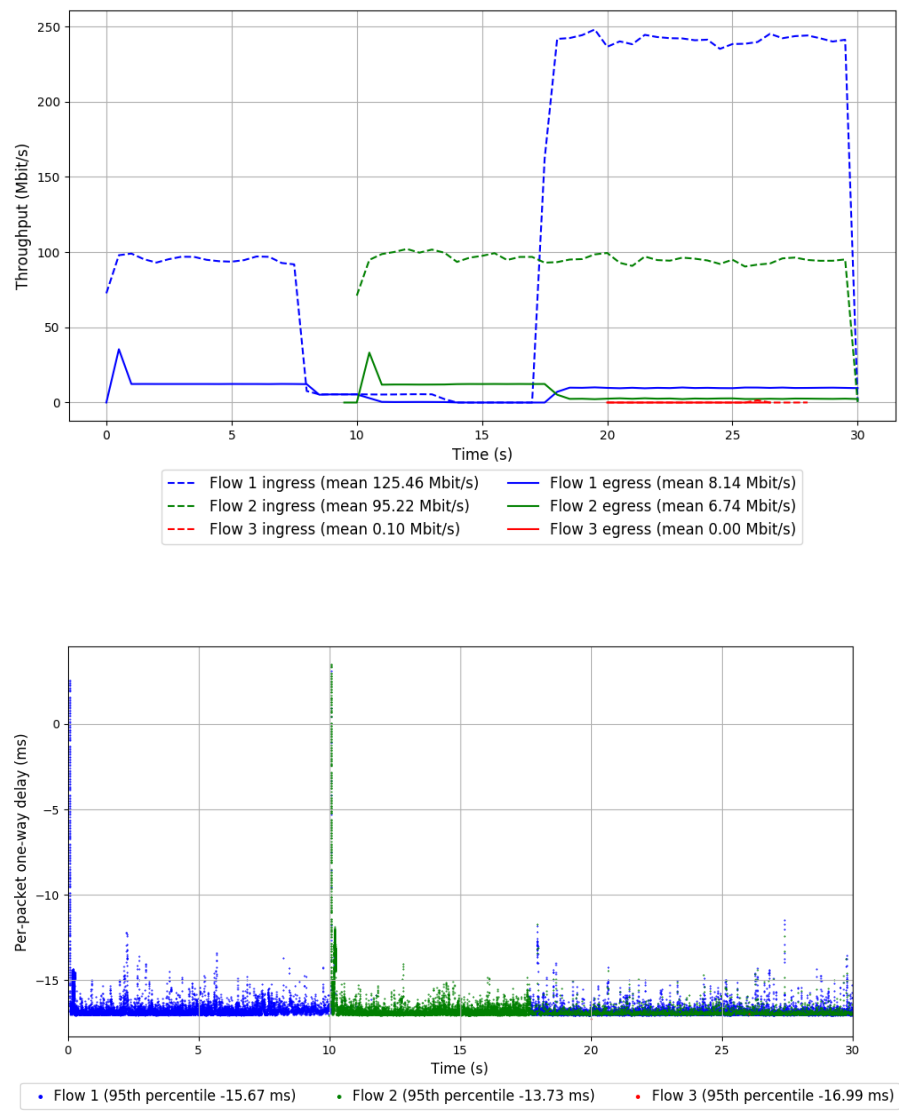 250
200
150
100
50
0
Throughput (Mbit/s)
0 5 10 15 20 25 30
Time (s)
Flow 1 ingress (mean 125.46 Mbit/s) Flow 1 egress (mean 8.14 Mbit/s)
Flow 2 ingress (mean 95.22 Mbit/s) Flow 2 egress (mean 6.74 Mbit/s)
Flow 3 ingress (mean 0.10 Mbit/s) Flow 3 egress (mean 0.00 Mbit/s)
0
−5
−10
−15
Per-packet one-way delay (ms)
0 5 10 15 20 25 30
Time (s)
Flow 1 (95th percentile -15.67 ms) Flow 2 (95th percentile -13.73 ms) Flow 3 (95th percentile -16.99 ms)